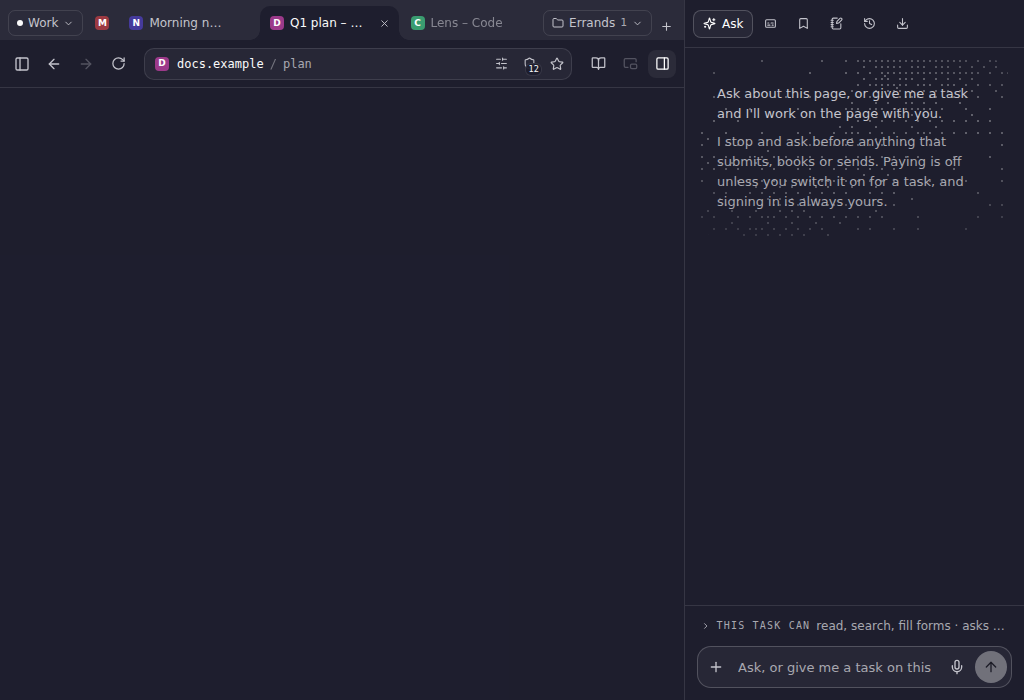 Work
M
N Morning n…
D Q1 plan – …
C Lens – Code
Errands 1
D docs.example / plan
12
Ask
Ask about this page, or give me a task
and I'll work on the page with you.
I stop and ask before anything that
submits, books or sends. Paying is off
unless you switch it on for a task, and
signing in is always yours.
THIS TASK CAN read, search, fill forms · asks …
Ask, or give me a task on this